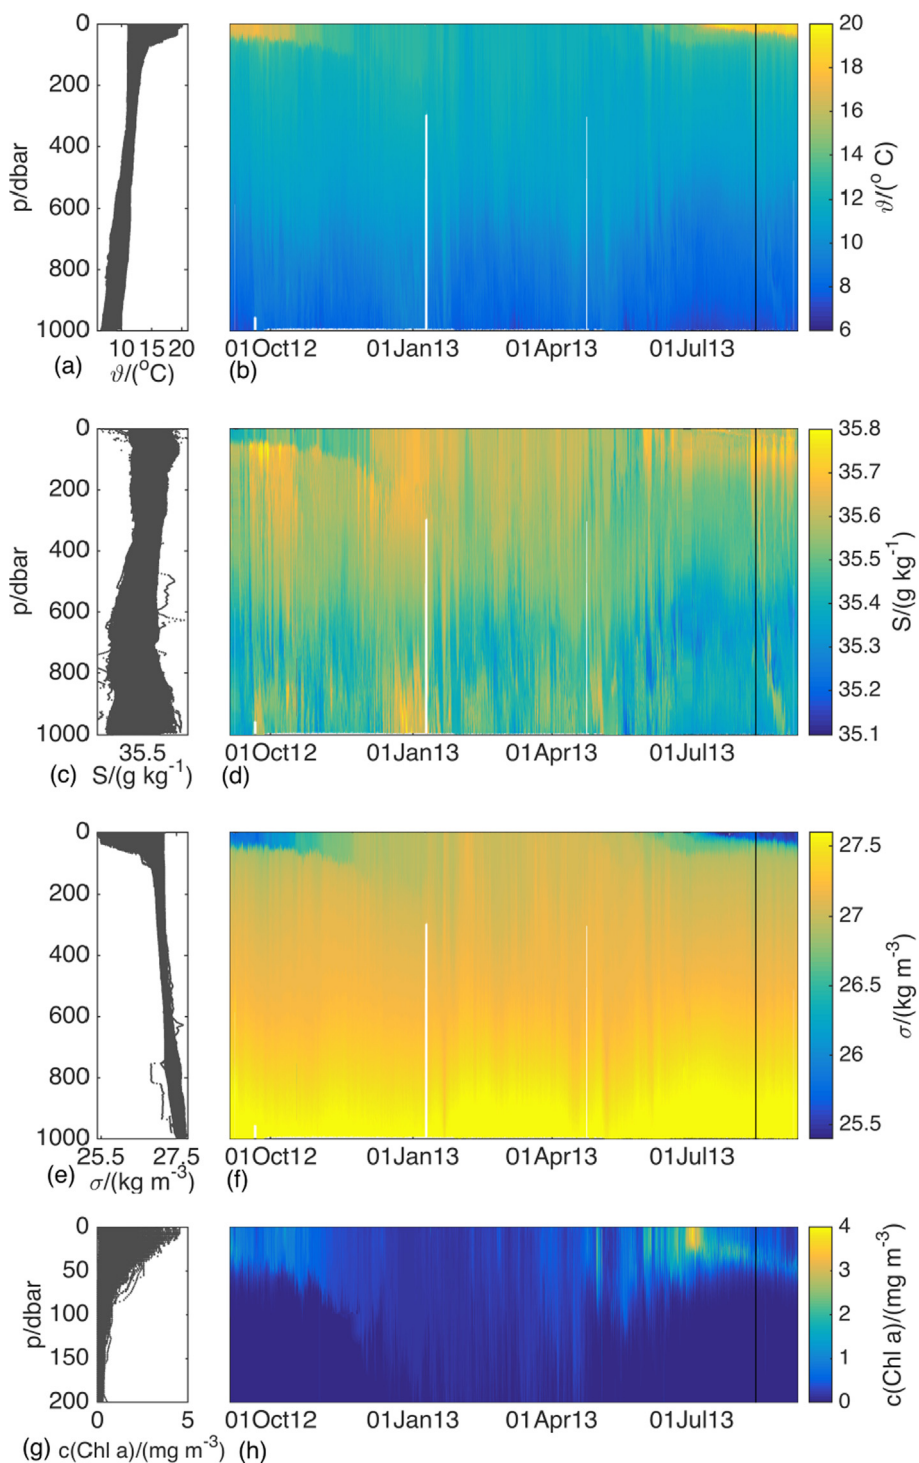 0
200
400
600
800
1000
p/dbar
10 15 20
(a) ϑ/(°C)
01Oct12 01Jan13 01Apr13 01Jul13
(b)
20
18
16
14
12
10
8
6
ϑ/(° C)
0
200
400
600
800
1000
p/dbar
35.5
(c) S/(g kg⁻¹)
01Oct12 01Jan13 01Apr13 01Jul13
(d)
35.8
35.7
35.6
35.5
35.4
35.3
35.2
35.1
S/(g kg⁻¹)
0
200
400
600
800
1000
p/dbar
25.5 27.5
(e) σ/(kg m⁻³)
01Oct12 01Jan13 01Apr13 01Jul13
(f)
27.5
27
26.5
26
25.5
σ/(kg m⁻³)
0
50
100
150
200
p/dbar
0 5
(g) c(Chl a)/(mg m⁻³)
01Oct12 01Jan13 01Apr13 01Jul13
(h)
4
3
2
1
0
c(Chl a)/(mg m⁻³)